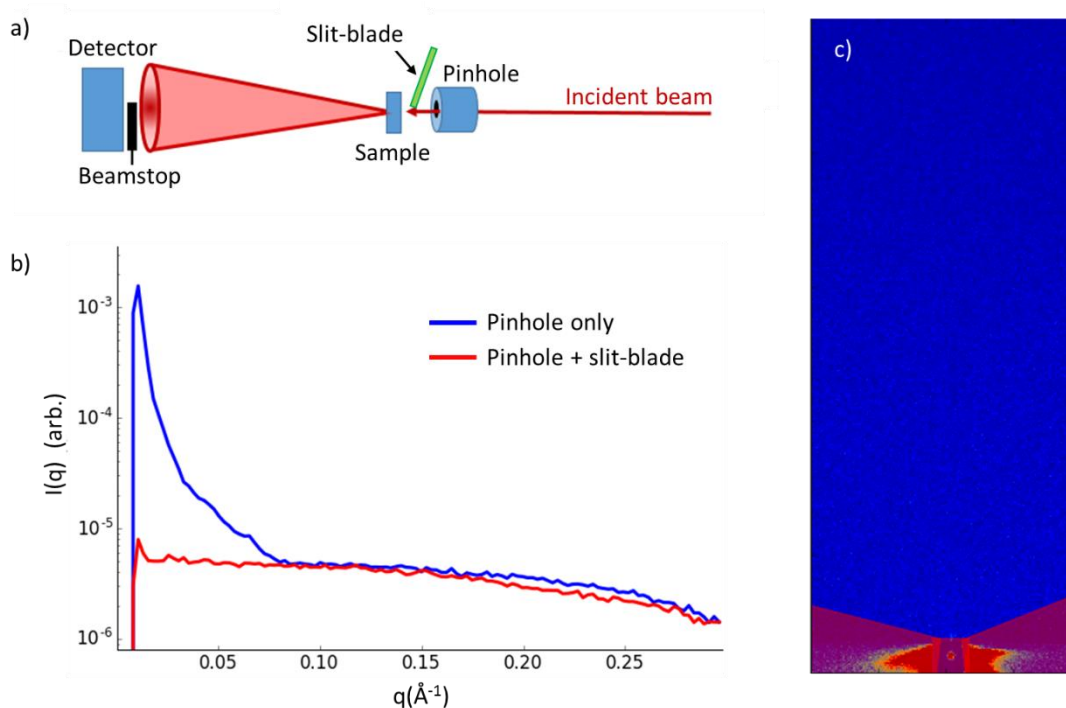 a)
Slit-blade
Detector
Pinhole
Incident beam
Sample
Beamstop
b)
I(q) (arb.)
10⁻³
10⁻⁴
10⁻⁵
10⁻⁶
Pinhole only
Pinhole + slit-blade
0.05 0.10 0.15 0.20 0.25
q(Å⁻¹)
c)